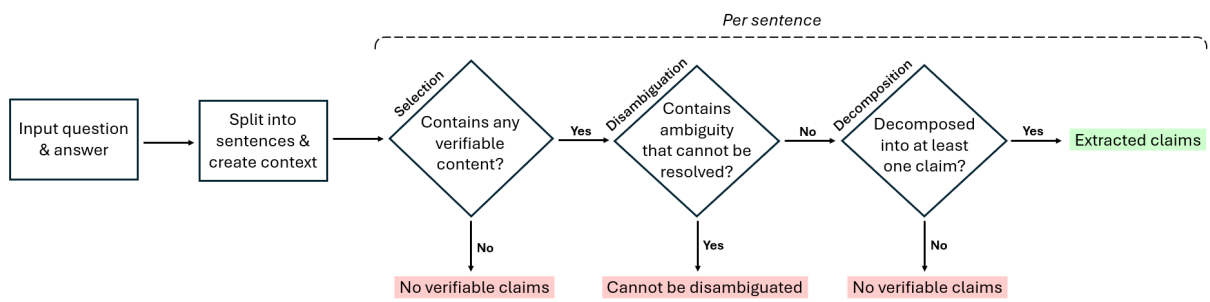 Per sentence
Input question
& answer
Split into
sentences &
create context
Selection
Contains any
verifiable
content?
Yes
No
No verifiable claims
Disambiguation
Contains
ambiguity
that cannot be
resolved?
No
Yes
Cannot be disambiguated
Decomposition
Decomposed
into at least
one claim?
Yes
No
No verifiable claims
Extracted claims